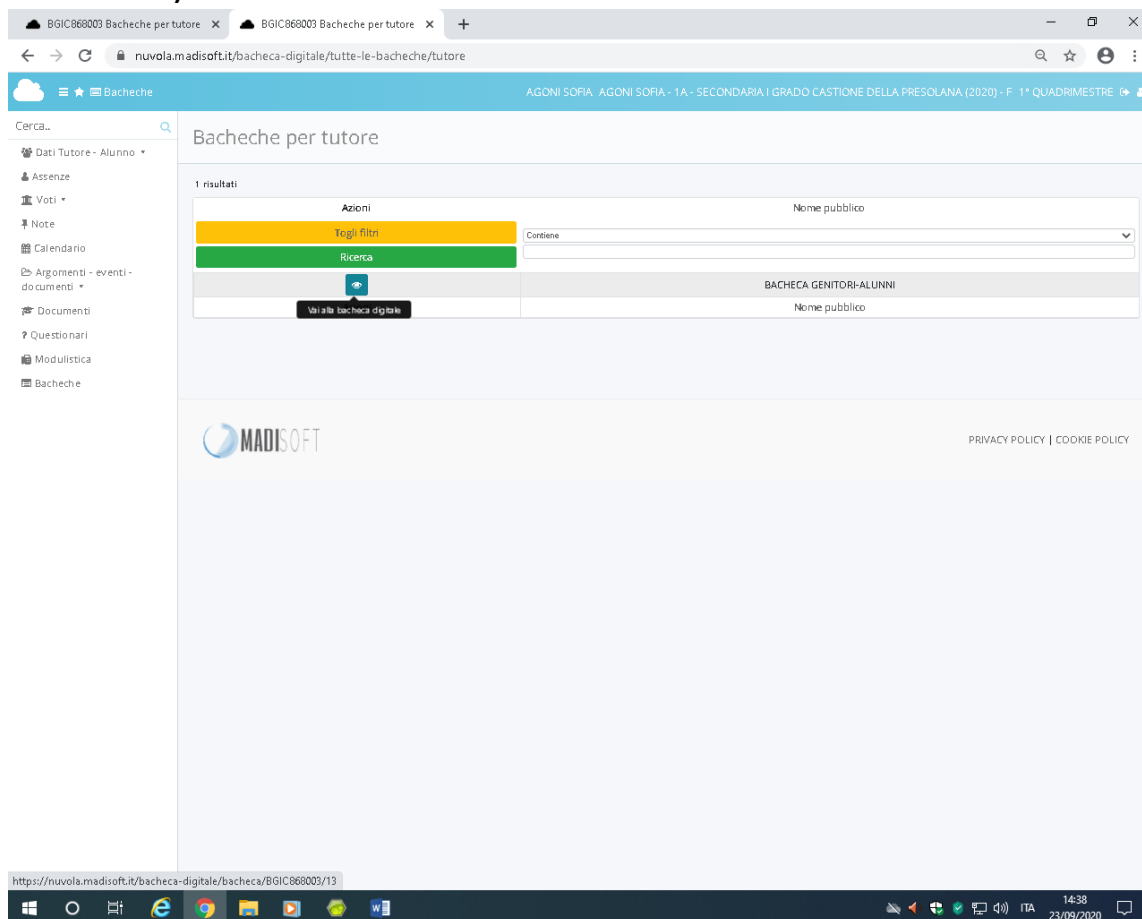 BGIC868003 Bacheche per tutore
BGIC868003 Bacheche per tutore
nuvola.madisoft.it/bacheca-digitale/tutte-le-bacheche/tutore
Bacheche
AGONI SOFIA AGONI SOFIA - 1A - SECONDARIA I GRADO CASTIONE DELLA PRESOLANA (2020) - F 1° QUADRIMESTRE
Cerca..
Dati Tutore - Alunno
Assenze
Voti
Note
Calendario
Argomenti - eventi -
documenti
Documenti
? Questionari
Modulistica
Bacheche
Bacheche per tutore
1 risultati
Azioni
Nome pubblico
Togli filtri
Contiene
Ricerca
BACHECA GENITORI-ALUNNI
Vai alla bacheca digitale
Nome pubblico
MADISOFT
PRIVACY POLICY | COOKIE POLICY
https://nuvola.madisoft.it/bacheca-digitale/bacheca/BGIC868003/13
ITA
14:38
23/09/2020